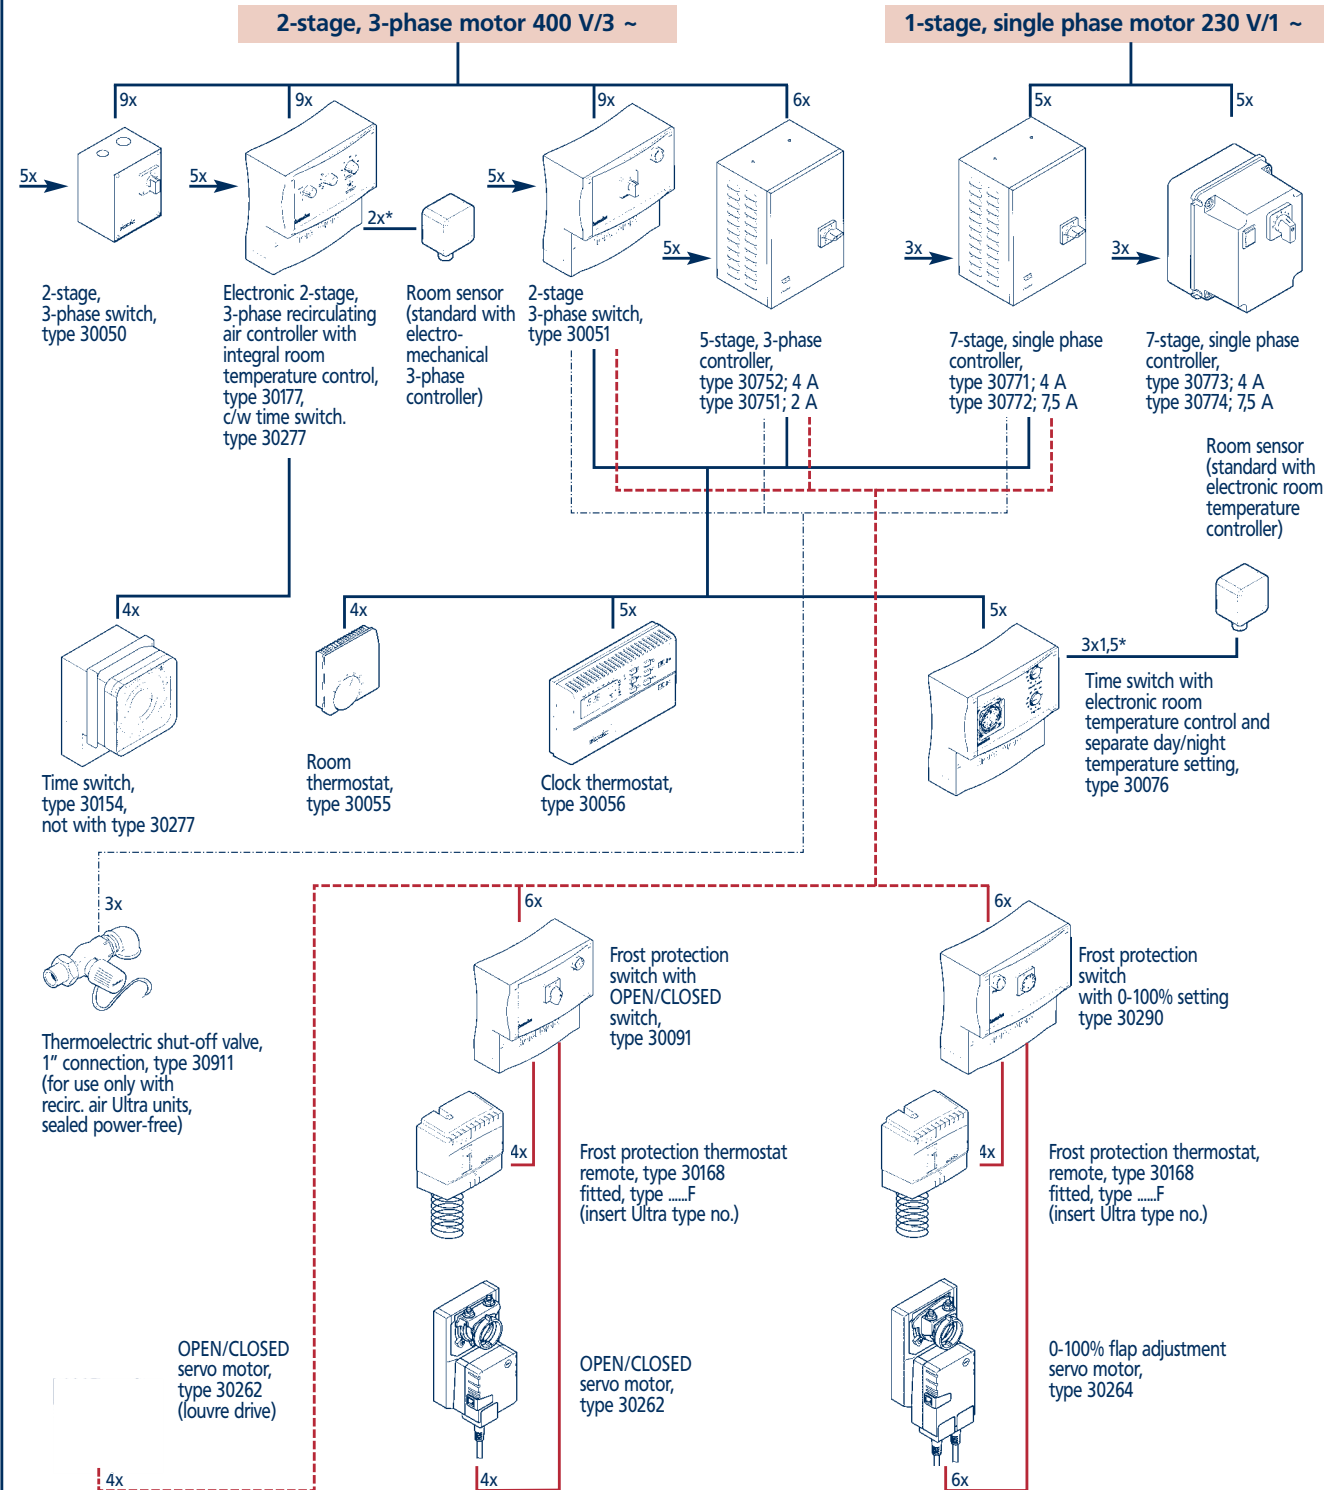 2-stage, 3-phase motor 400 V/3 ~
1-stage, single phase motor 230 V/1 ~
9x
9x
9x
6x
5x
5x
5x
5x
5x
2x*
5x
3x
3x
2-stage,
3-phase switch,
type 30050
Electronic 2-stage,
3-phase recirculating
air controller with
integral room
temperature control,
type 30177,
c/w time switch.
type 30277
Room sensor
(standard with
electro-
mechanical
3-phase
controller)
2-stage
3-phase switch,
type 30051
5-stage, 3-phase
controller,
type 30752; 4 A
type 30751; 2 A
7-stage, single phase
controller,
type 30771; 4 A
type 30772; 7,5 A
7-stage, single phase
controller,
type 30773; 4 A
type 30774; 7,5 A
Room sensor
(standard with
electronic room
temperature
controller)
4x
4x
5x
5x
3x1,5*
Time switch,
type 30154,
not with type 30277
Room
thermostat,
type 30055
Clock thermostat,
type 30056
Time switch with
electronic room
temperature control and
separate day/night
temperature setting,
type 30076
3x
6x
6x
Thermoelectric shut-off valve,
1” connection, type 30911
(for use only with
recirc. air Ultra units,
sealed power-free)
Frost protection
switch with
OPEN/CLOSED
switch,
type 30091
Frost protection
switch
with 0-100% setting
type 30290
4x
4x
Frost protection thermostat
remote, type 30168
fitted, type ......F
(insert Ultra type no.)
Frost protection thermostat,
remote, type 30168
fitted, type ......F
(insert Ultra type no.)
OPEN/CLOSED
servo motor,
type 30262
(louvre drive)
OPEN/CLOSED
servo motor,
type 30262
0-100% flap adjustment
servo motor,
type 30264
4x
4x
6x